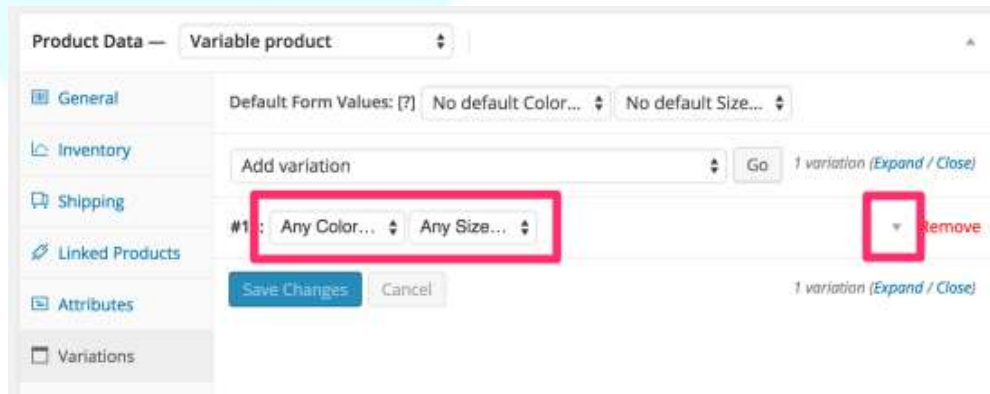 Product Data — Variable product
General
Default Form Values: [?] No default Color... No default Size...
Inventory
Add variation Go 1 variation (Expand / Close)
Shipping
#1 : Any Color... Any Size... Remove
Linked Products
Save Changes Cancel 1 variation (Expand / Close)
Attributes
Variations